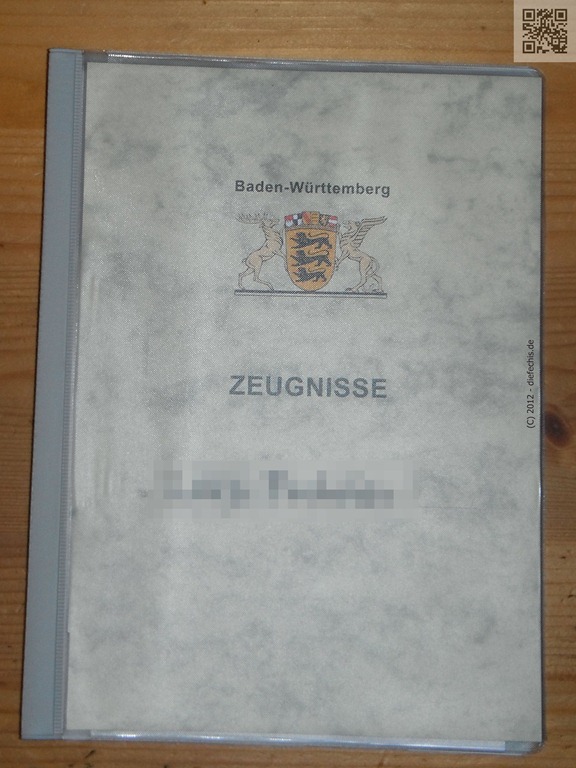 Baden-Württemberg
ZEUGNISSE
(C) 2012 - diefechis.de